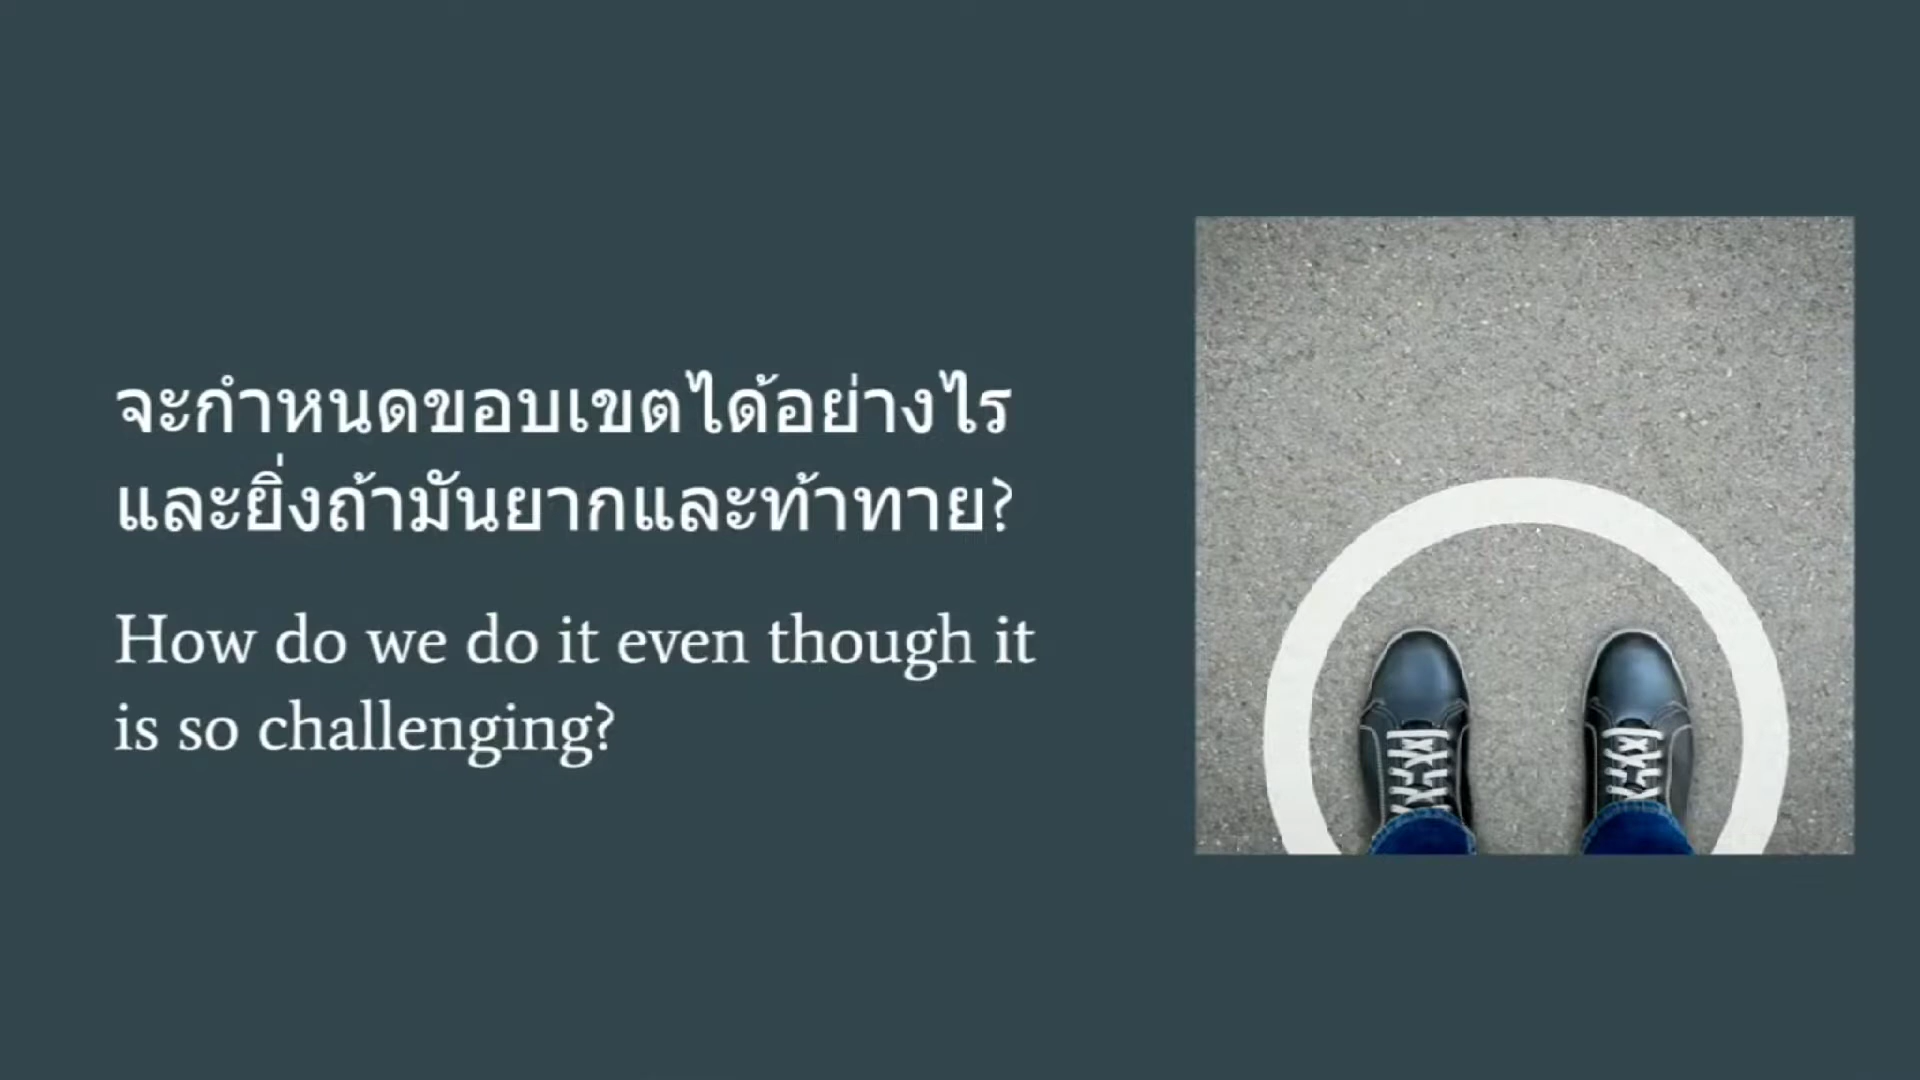 จะกำหนดขอบเขตได้อย่างไร
และยิ่งถ้ามันยากและท้าทาย?
How do we do it even though it
is so challenging?